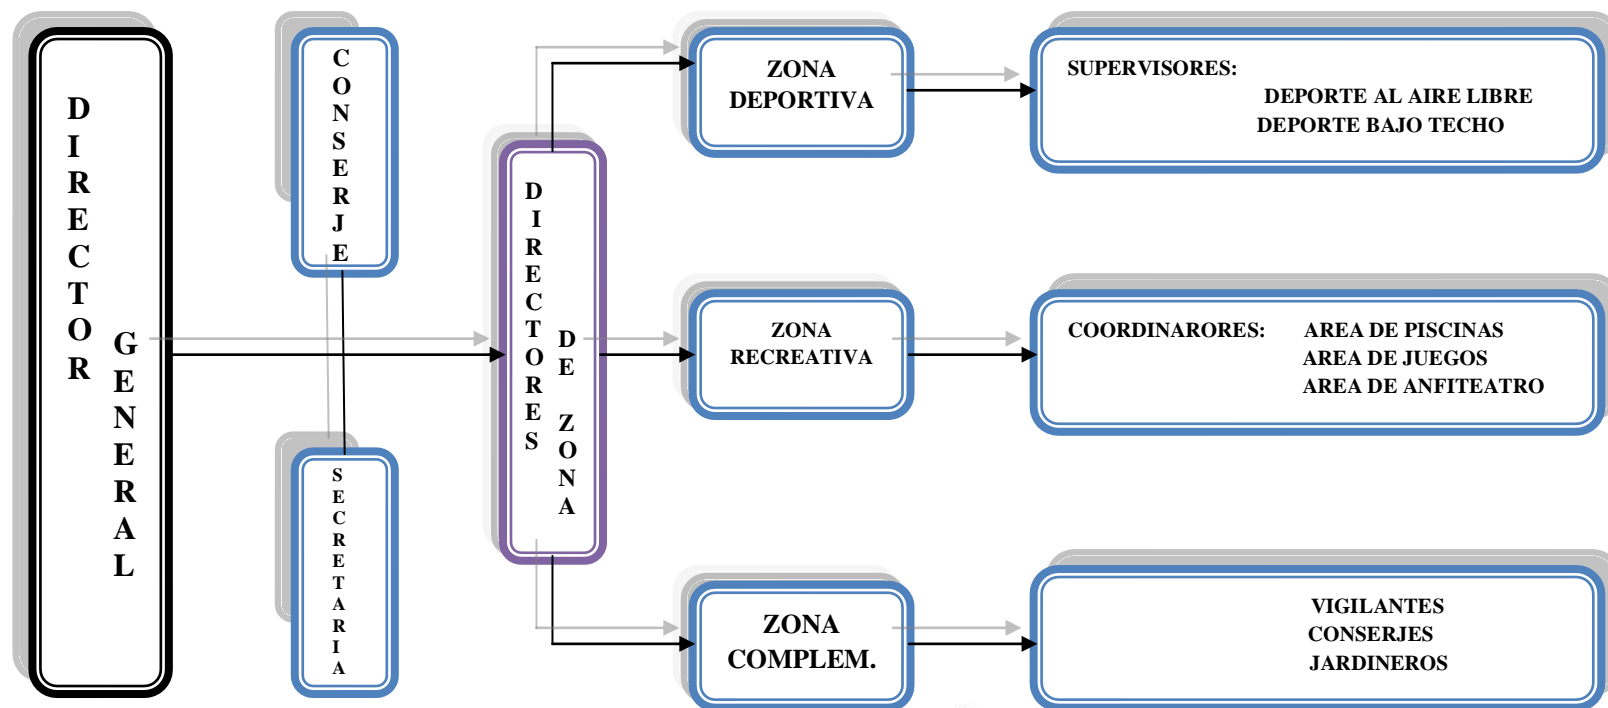 DIRECTOR
GENERAL
CONSERJE
SECRETARIA
DIRECTORES
DE ZONA
ZONA
DEPORTIVA
SUPERVISORES:
DEPORTE AL AIRE LIBRE
DEPORTE BAJO TECHO
ZONA
RECREATIVA
COORDINARORES: AREA DE PISCINAS
AREA DE JUEGOS
AREA DE ANFITEATRO
ZONA
COMPLEM.
VIGILANTES
CONSERJES
JARDINEROS